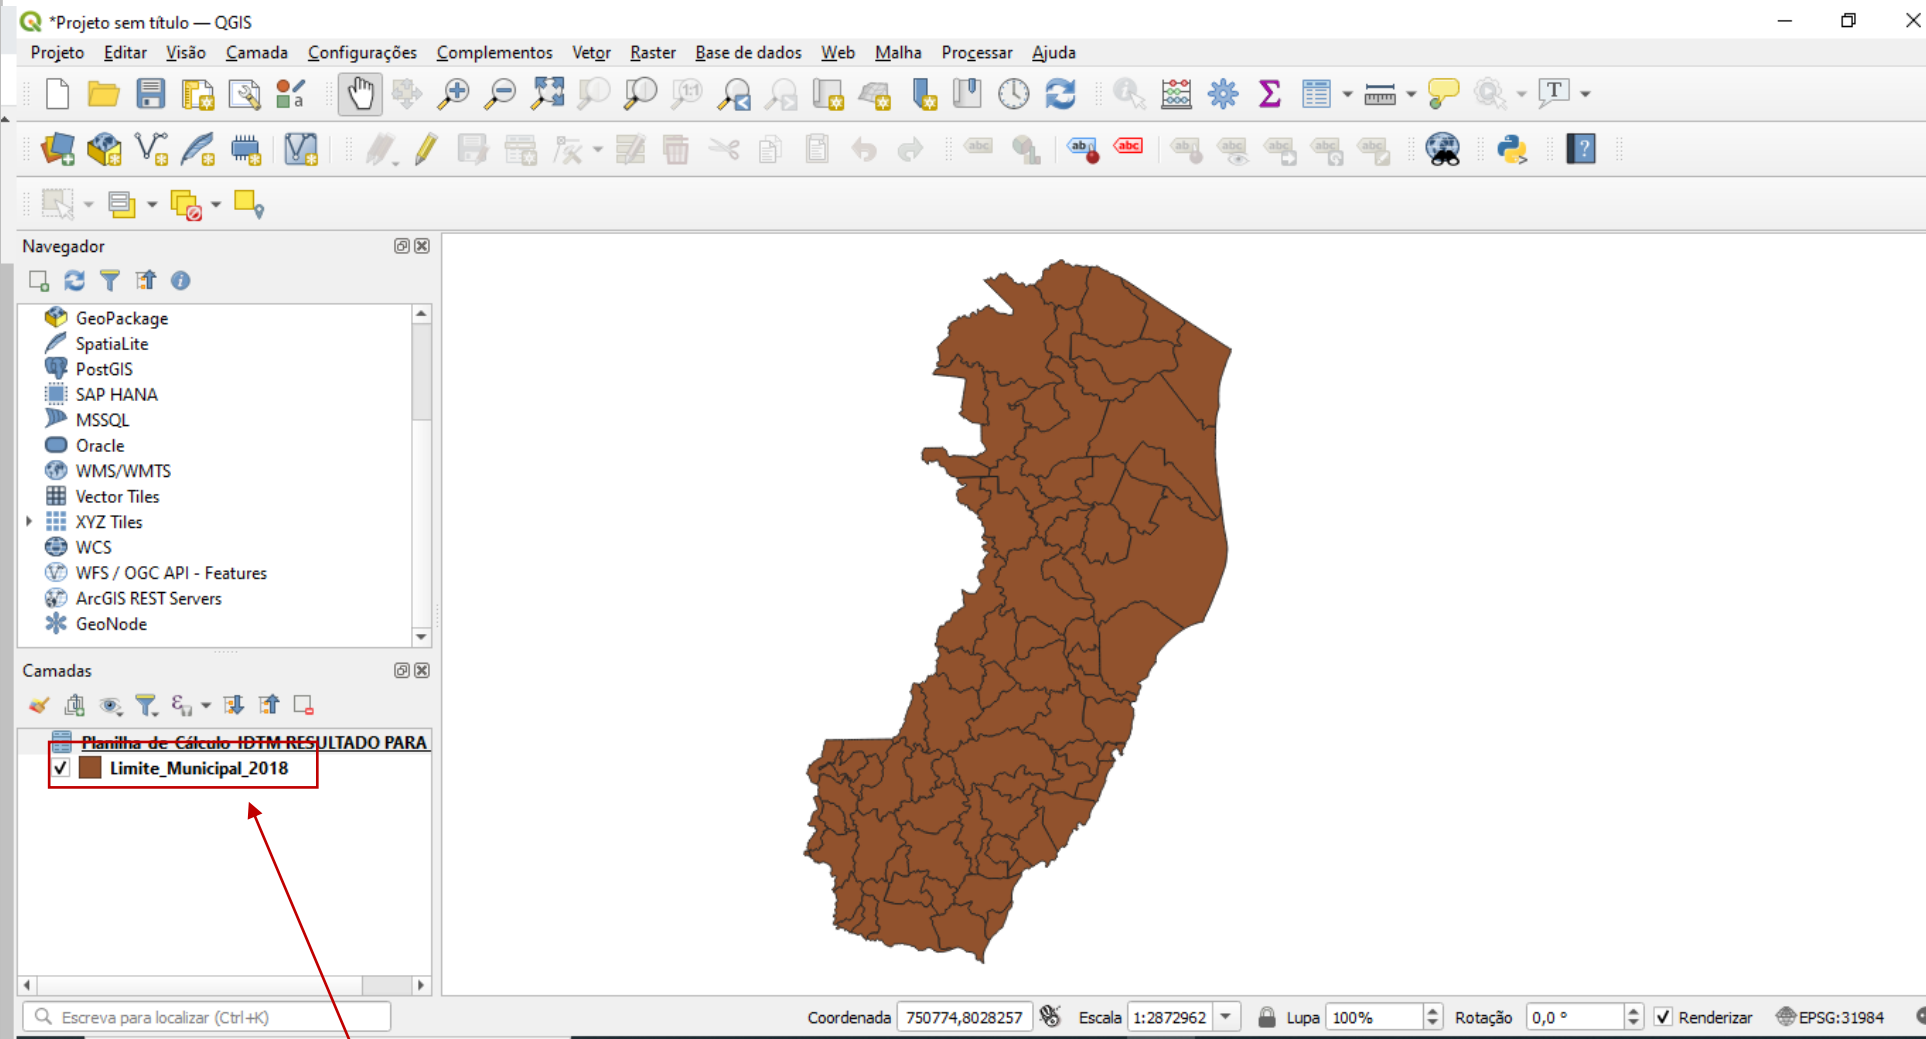 *Projeto sem título — QGIS
Projeto Editar Visão Camada Configurações Complementos Vetor Raster Base de dados Web Malha Processar Ajuda
Navegador
GeoPackage
SpatiaLite
PostGIS
SAP HANA
MSSQL
Oracle
WMS/WMTS
Vector Tiles
XYZ Tiles
WCS
WFS / OGC API - Features
ArcGIS REST Servers
GeoNode
Camadas
Planilha de Cálculo IDTM RESULTADO PARA
Limite_Municipal_2018
Escreva para localizar (Ctrl+K)
Coordenada 750774,8028257 Escala 1:2872962 Lupa 100% Rotação 0,0 ° Renderizar EPSG:31984